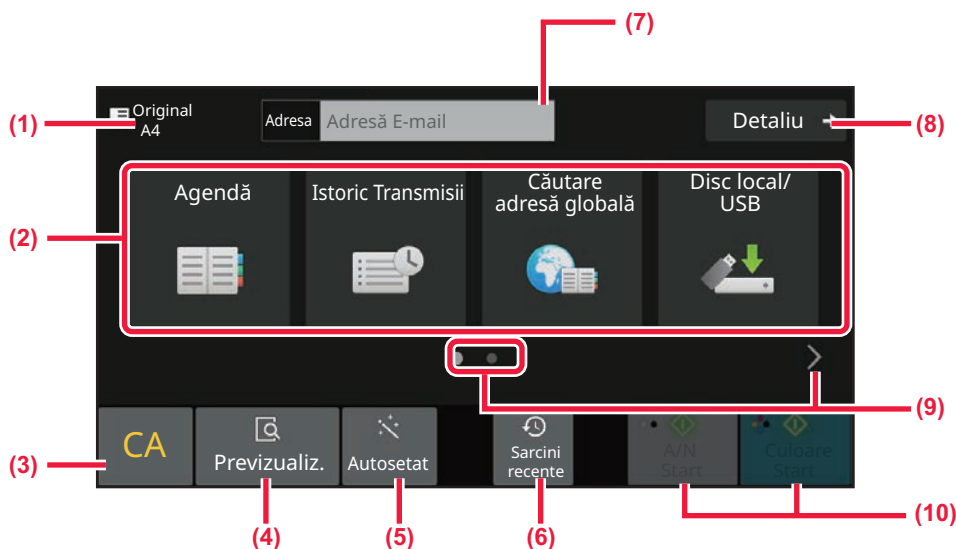 (7)
(1)
Original
A4
Adresa
Adresă E-mail
Detaliu
(8)
(2)
Agendă
Istoric Transmisii
Căutare
adresă globală
Disc local/
USB
(9)
(3)
CA
Previzualiz.
Autosetat
Sarcini
recente
A/N
Start
Culoare
Start
(4)
(5)
(6)
(10)